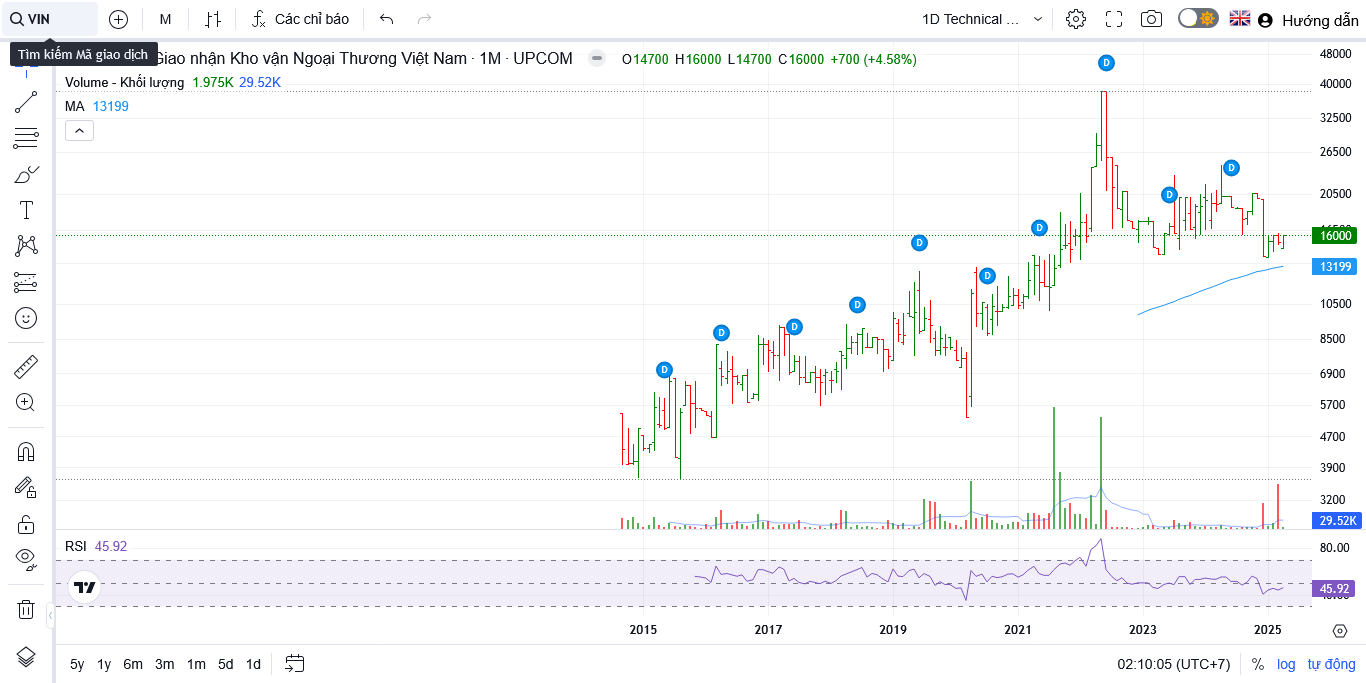 VIN M Các chỉ báo 1D Technical ... Hướng dẫn
Tìm kiếm Mã giao dịch
Giao nhận Kho vận Ngoại Thương Việt Nam · 1M · UPCOM O14700 H16000 L14700 C16000 +700 (+4.58%)
Volume - Khối lượng 1.975K 29.52K
MA 13199
D
D
D
D
D
D
D
D
D
D
D
48000
40000
32500
26500
20500
16000
13199
10500
8500
6900
5700
4700
3900
3200
29.52K
RSI 45.92
80.00
45.92
2015 2017 2019 2021 2023 2025
5y 1y 6m 3m 1m 5d 1d 02:10:05 (UTC+7) % log tự động